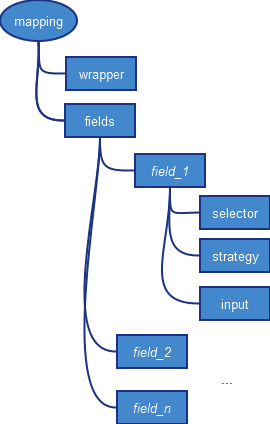 mapping
wrapper
fields
field_1
selector
strategy
input
field_2
...
field_n